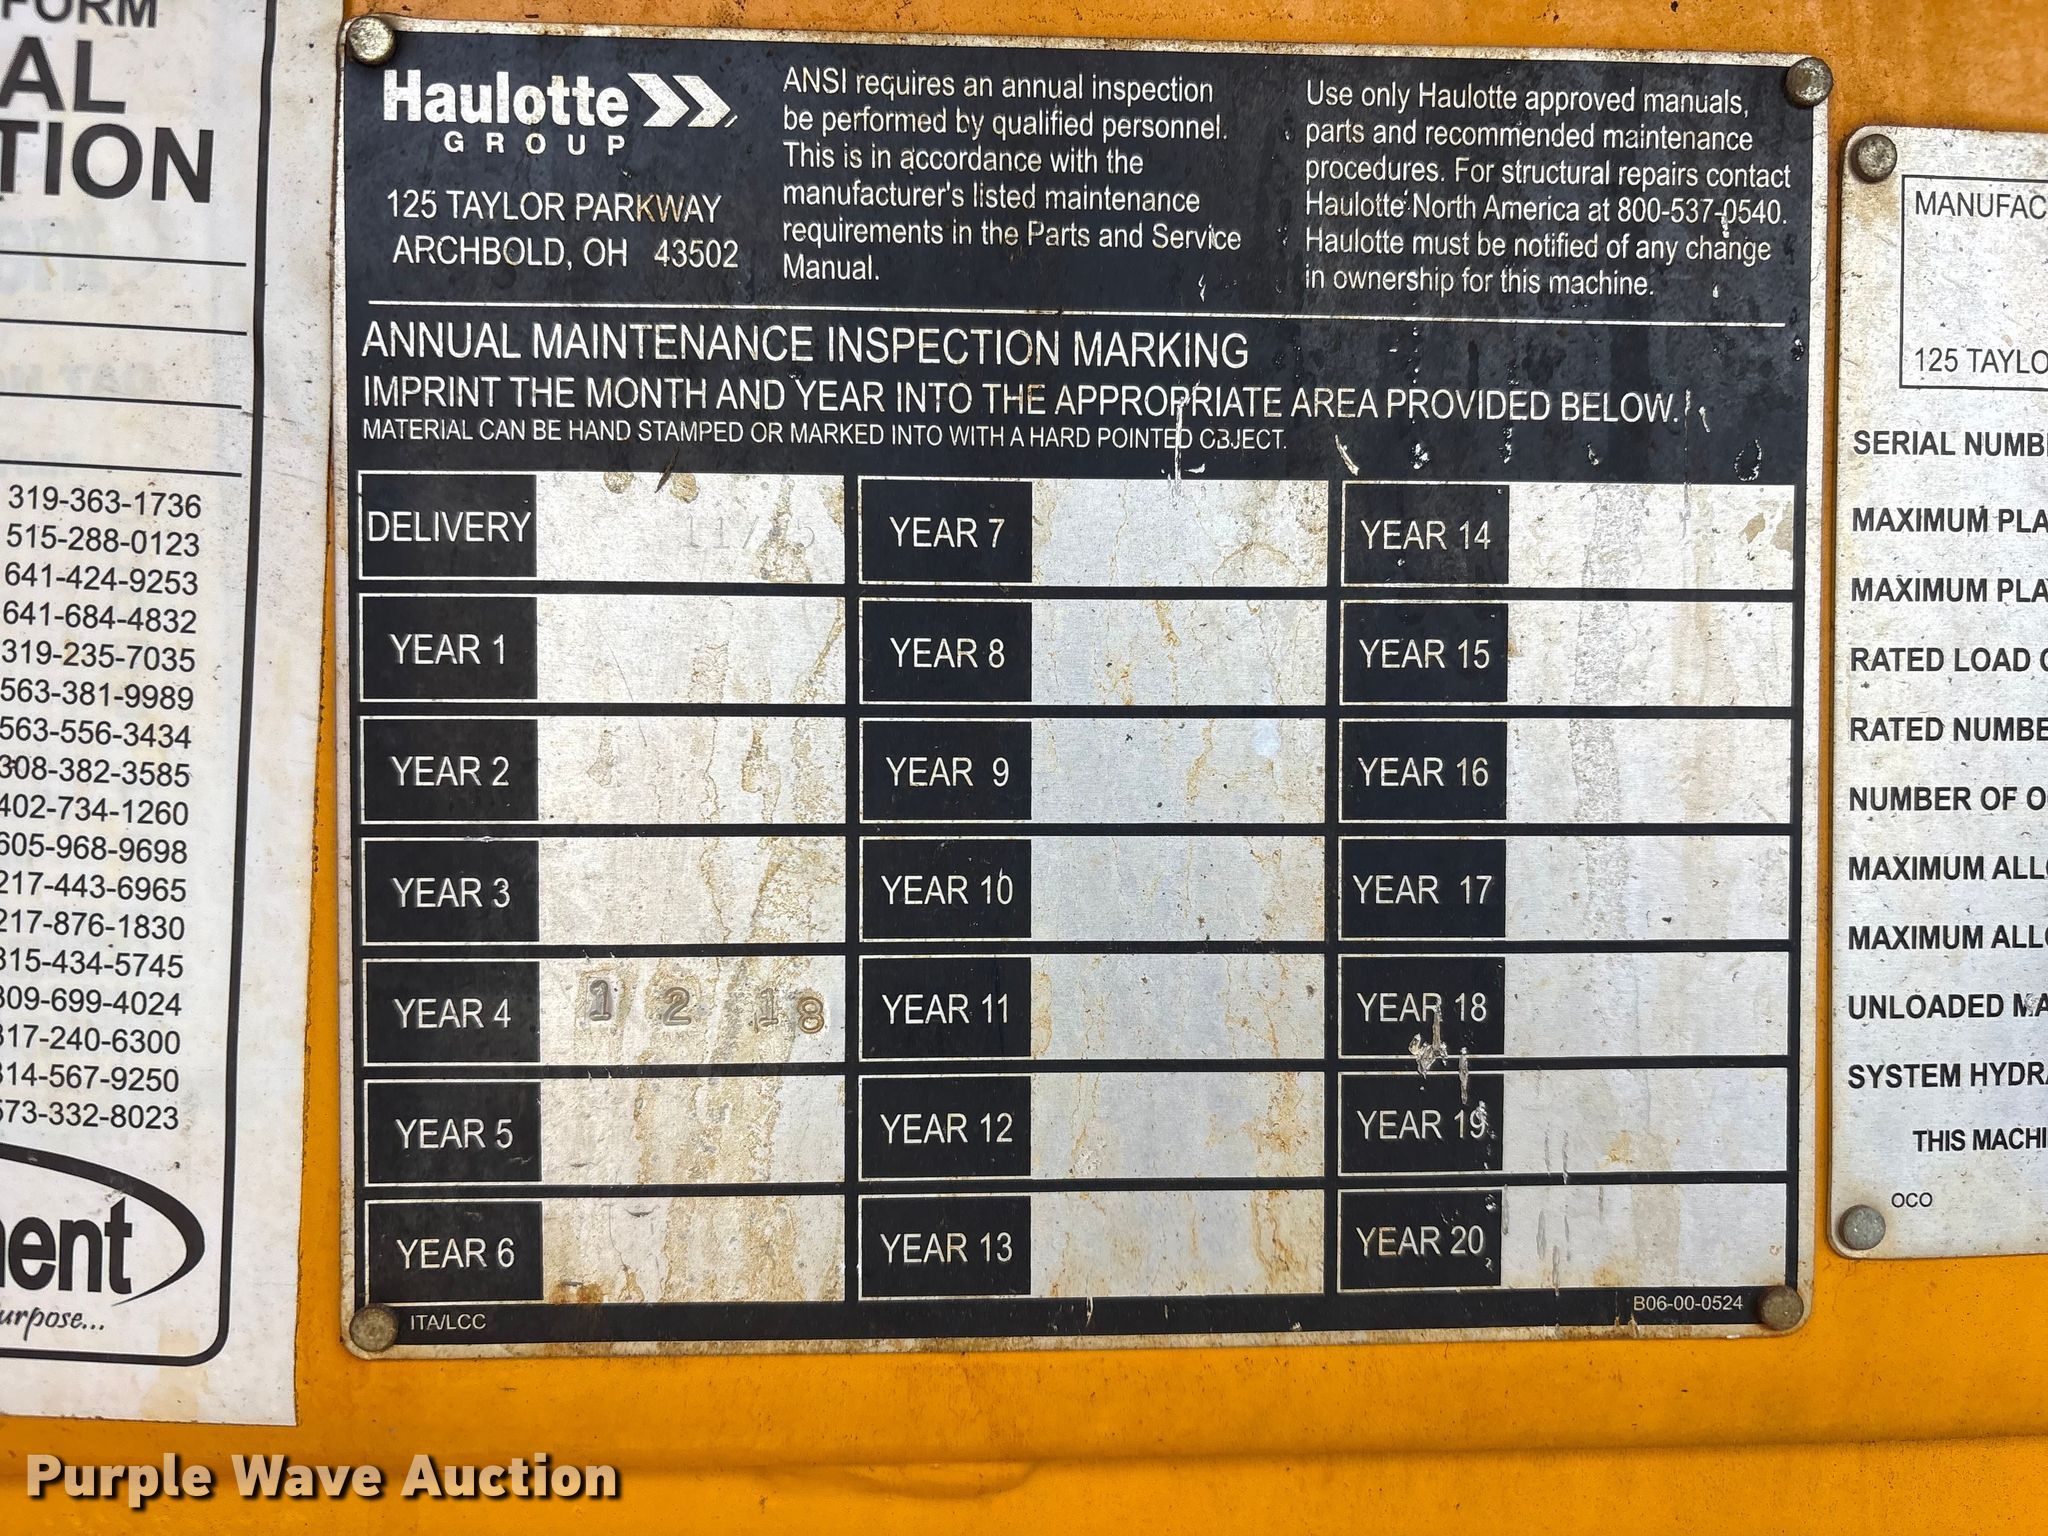 FORM
AL
TION
319-363-1736
515-288-0123
641-424-9253
641-684-4832
319-235-7035
563-381-9989
563-556-3434
308-382-3585
402-734-1260
605-968-9698
217-443-6965
217-876-1830
815-434-5745
309-699-4024
817-240-6300
314-567-9250
573-332-8023
ment
urpose...
Haulotte
GROUP
125 TAYLOR PARKWAY
ARCHBOLD, OH 43502
ANSI requires an annual inspection
be performed by qualified personnel.
This is in accordance with the
manufacturer's listed maintenance
requirements in the Parts and Service
Manual.
Use only Haulotte approved manuals,
parts and recommended maintenance
procedures. For structural repairs contact
Haulotte North America at 800-537-0540.
Haulotte must be notified of any change
in ownership for this machine.
ANNUAL MAINTENANCE INSPECTION MARKING
IMPRINT THE MONTH AND YEAR INTO THE APPROPRIATE AREA PROVIDED BELOW.
MATERIAL CAN BE HAND STAMPED OR MARKED INTO WITH A HARD POINTED OBJECT.
DELIVERY
YEAR 1
YEAR 2
YEAR 3
YEAR 4 12 18
YEAR 5
YEAR 6
YEAR 7
YEAR 8
YEAR 9
YEAR 10
YEAR 11
YEAR 12
YEAR 13
YEAR 14
YEAR 15
YEAR 16
YEAR 17
YEAR 18
YEAR 19
YEAR 20
ITA/LCC
B06-00-0524
MANUFAC
125 TAYLO
SERIAL NUMBE
MAXIMUM PLA
MAXIMUM PLA
RATED LOAD
RATED NUMBE
NUMBER OF O
MAXIMUM ALL
MAXIMUM ALL
UNLOADED MA
SYSTEM HYDR
THIS MACHI
OCO
Purple Wave Auction